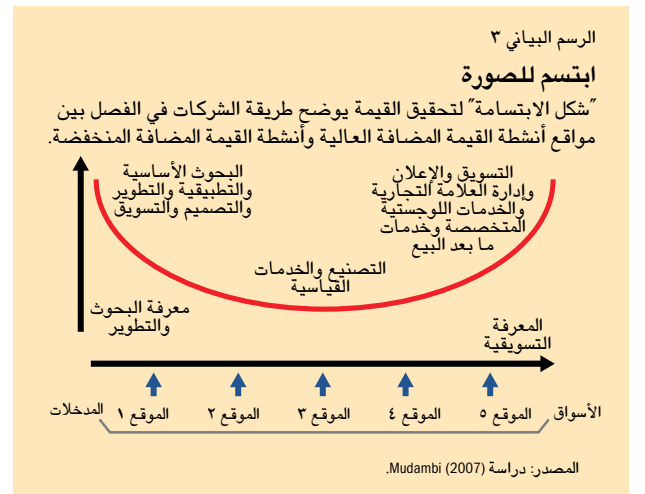 الرسم البياني ٣
ابتسم للصورة
"شكل الابتسامة" لتحقيق القيمة يوضح طريقة الشركات في الفصل بين
مواقع أنشطة القيمة المضافة العالية وأنشطة القيمة المضافة المنخفضة.
البحوث الأساسية
والتطبيقية والتطوير
والتصميم والتسويق
التسويق والإعلان
وإدارة العلامة التجارية
والخدمات اللوجستية
المتخصصة وخدمات
ما بعد البيع
التصنيع والخدمات
القياسية
معرفة البحوث
والتطوير
المعرفة
التسويقية
المدخلات الموقع ١ الموقع ٢ الموقع ٣ الموقع ٤ الموقع ٥ الأسواق
المصدر: دراسة Mudambi (2007).